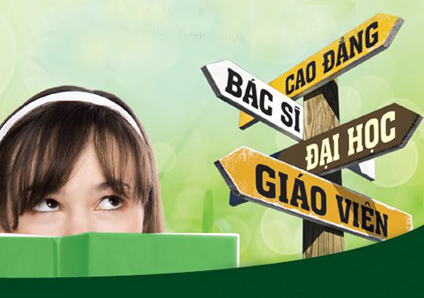 CAO ĐẲNG
BÁC SĨ
ĐẠI HỌC
GIÁO VIÊN